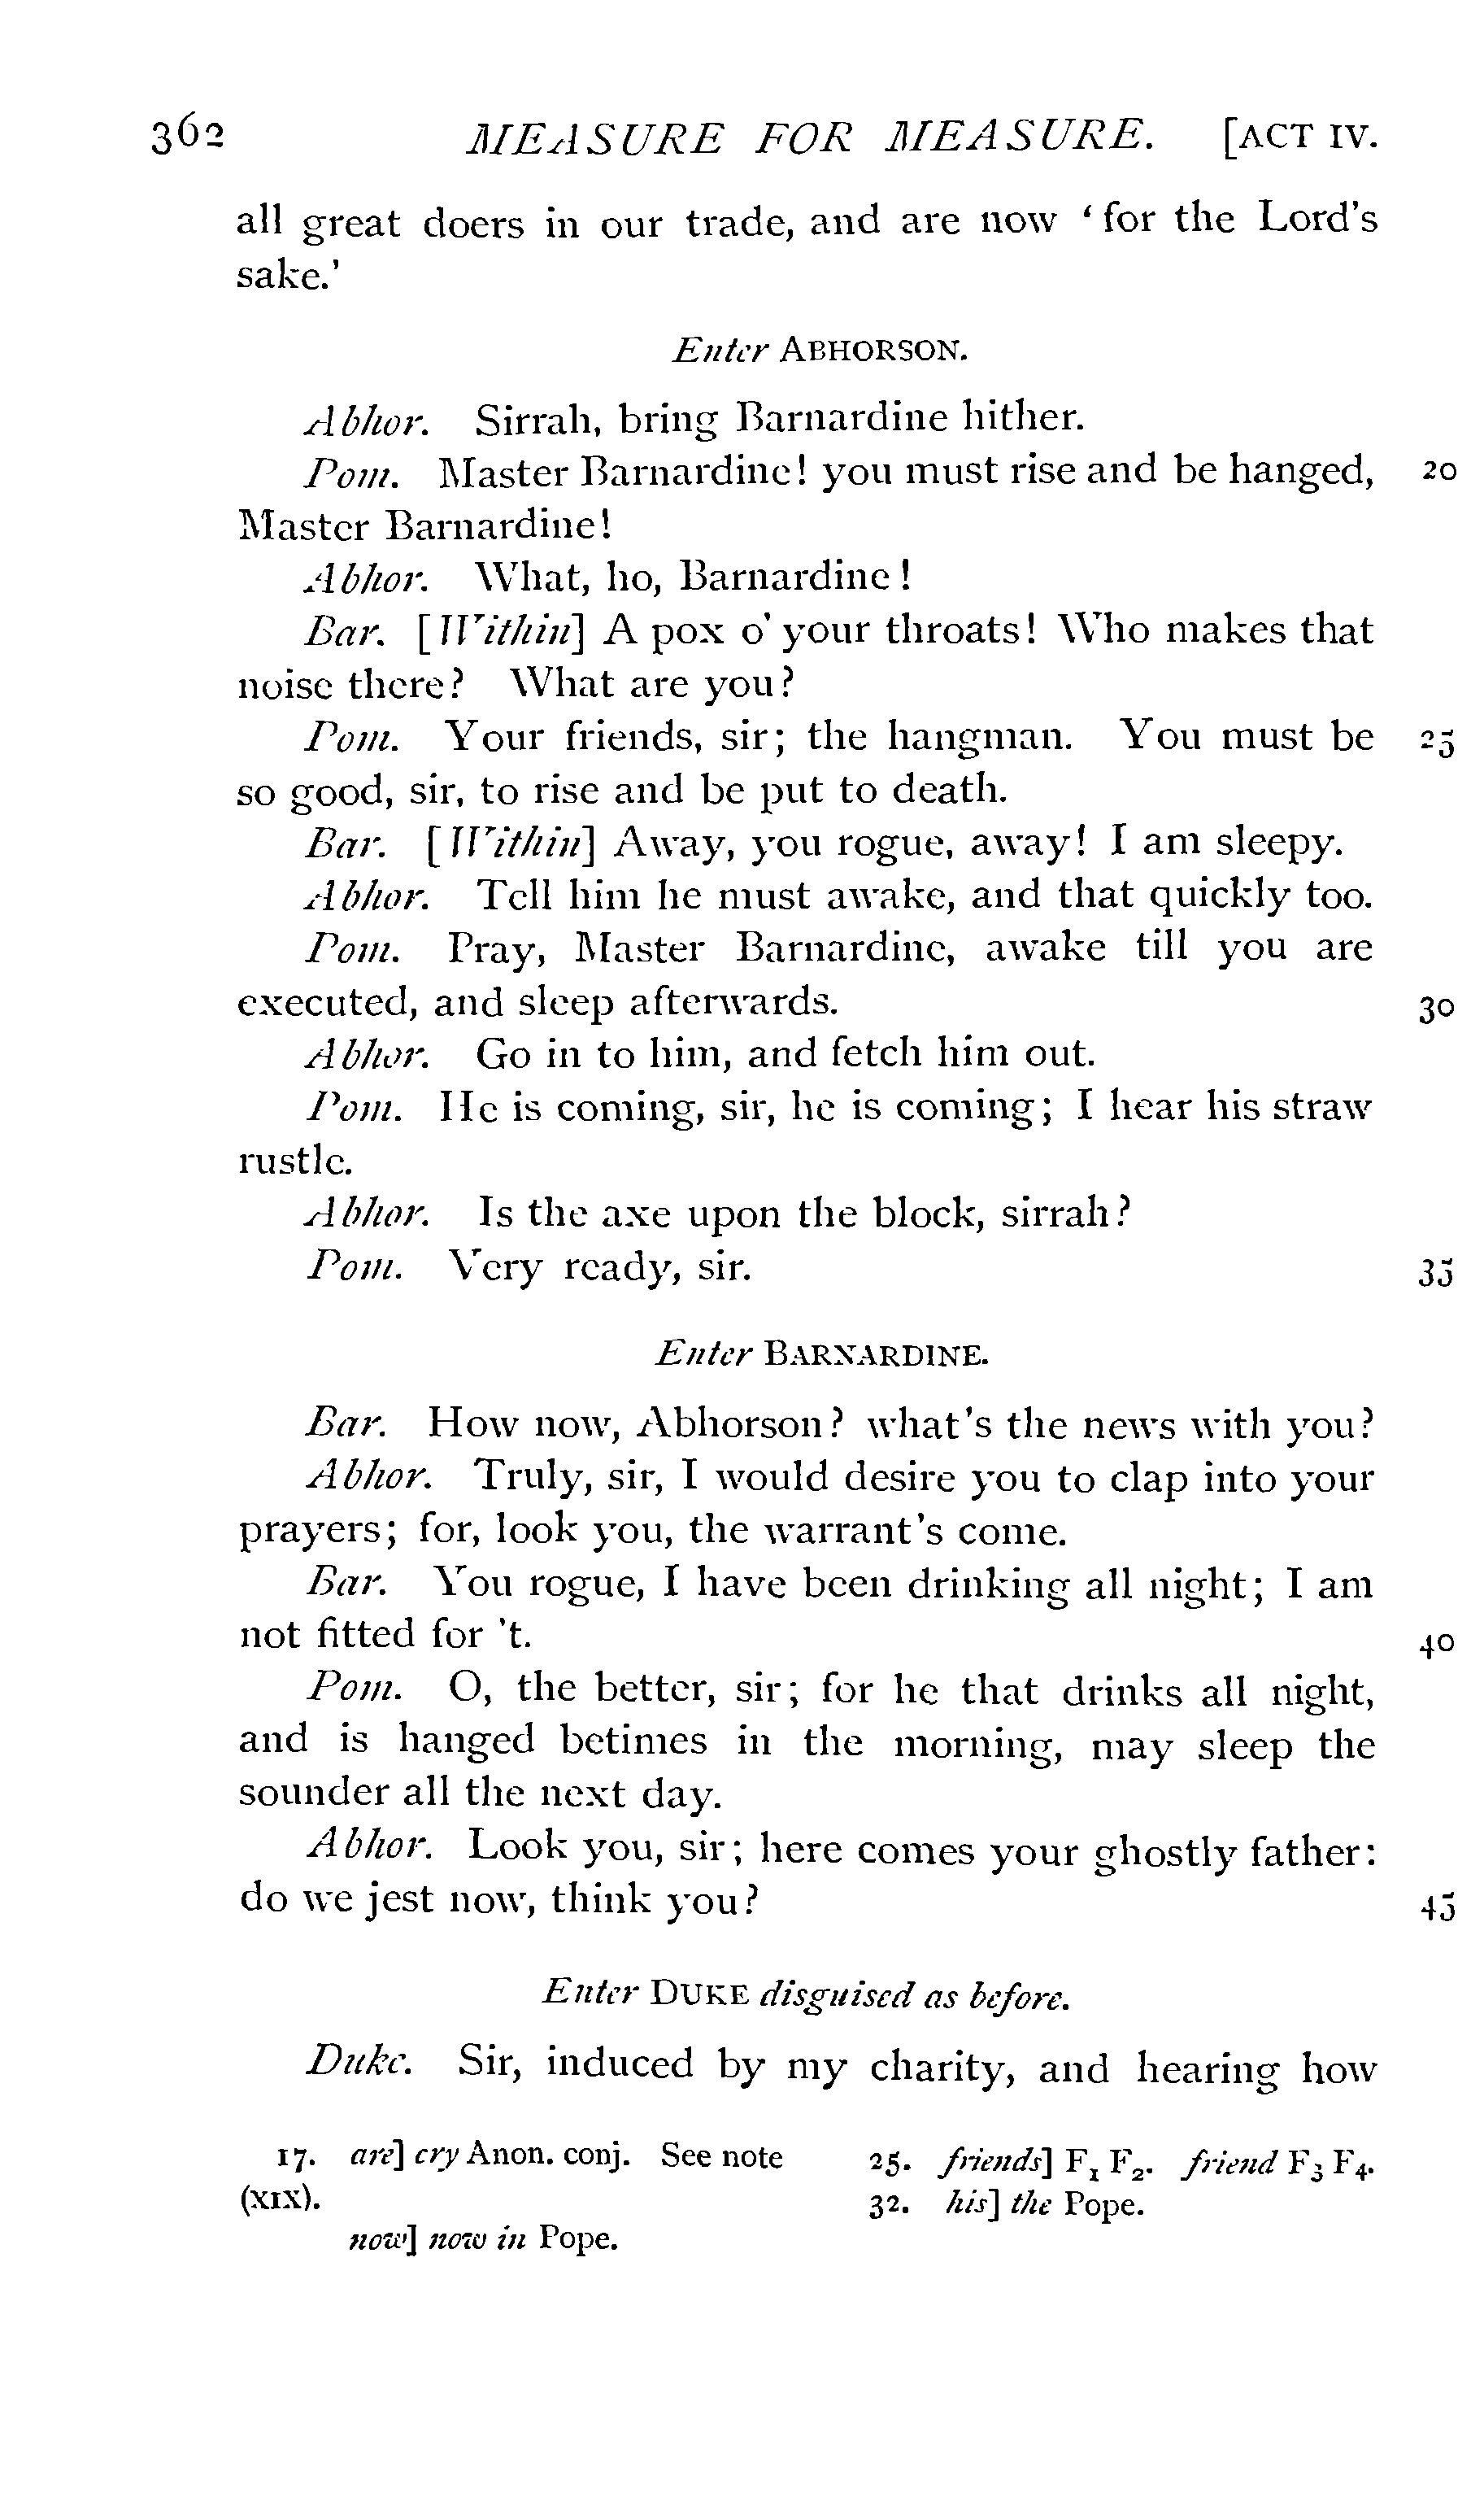 362 MEASURE FOR MEASURE. [ACT IV.
all great doers in our trade, and are now ‘for the Lord’s
sake.’
Enter ABHORSON.
Abhor. Sirrah, bring Barnardine hither.
Pom. Master Barnardine! you must rise and be hanged, 20
Master Barnardine!
Abhor. What, ho, Barnardine!
Bar. [Within] A pox o’ your throats! Who makes that
noise there? What are you?
Pom. Your friends, sir; the hangman. You must be 25
so good, sir, to rise and be put to death.
Bar. [Within] Away, you rogue, away! I am sleepy.
Abhor. Tell him he must awake, and that quickly too.
Pom. Pray, Master Barnardine, awake till you are
executed, and sleep afterwards. 30
Abhor. Go in to him, and fetch him out.
Pom. He is coming, sir, he is coming; I hear his straw
rustle.
Abhor. Is the axe upon the block, sirrah?
Pom. Very ready, sir. 35
Enter BARNARDINE.
Bar. How now, Abhorson? what’s the news with you?
Abhor. Truly, sir, I would desire you to clap into your
prayers; for, look you, the warrant’s come.
Bar. You rogue, I have been drinking all night; I am
not fitted for ’t. 40
Pom. O, the better, sir; for he that drinks all night,
and is hanged betimes in the morning, may sleep the
sounder all the next day.
Abhor. Look you, sir; here comes your ghostly father:
do we jest now, think you? 45
Enter DUKE disguised as before.
Duke. Sir, induced by my charity, and hearing how
17. are] cry Anon. conj. See note
(XIX).
now] now in Pope.
25. friends] F1 F2. friend F3 F4.
32. his] the Pope.